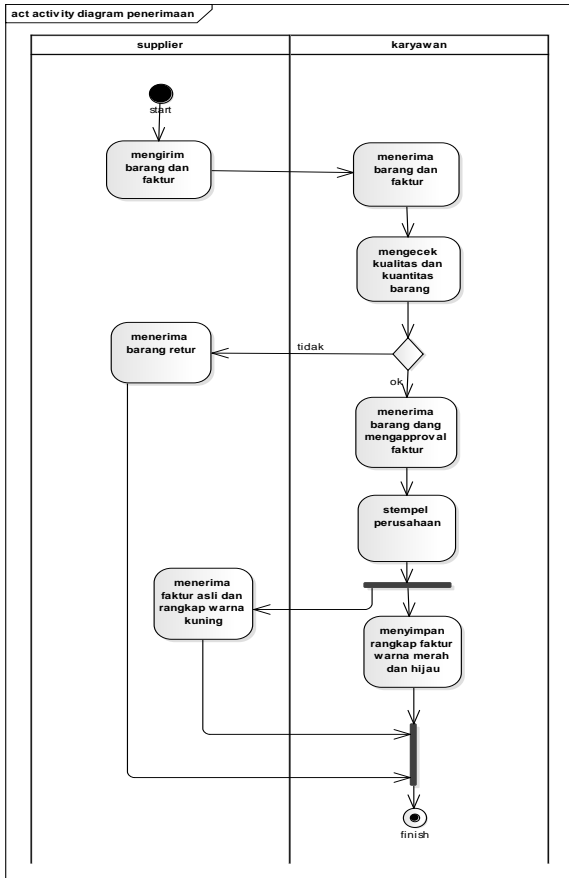 act activity diagram penerimaan
supplier
karyawan
start
mengirim
barang dan
faktur
menerima
barang dan
faktur
mengecek
kualitas dan
kuantitas
barang
tidak
menerima
barang retur
ok
menerima
barang dang
mengapproval
faktur
stempel
perusahaan
menerima
faktur asli dan
rangkap warna
kuning
menyimpan
rangkap faktur
warna merah
dan hijau
finish